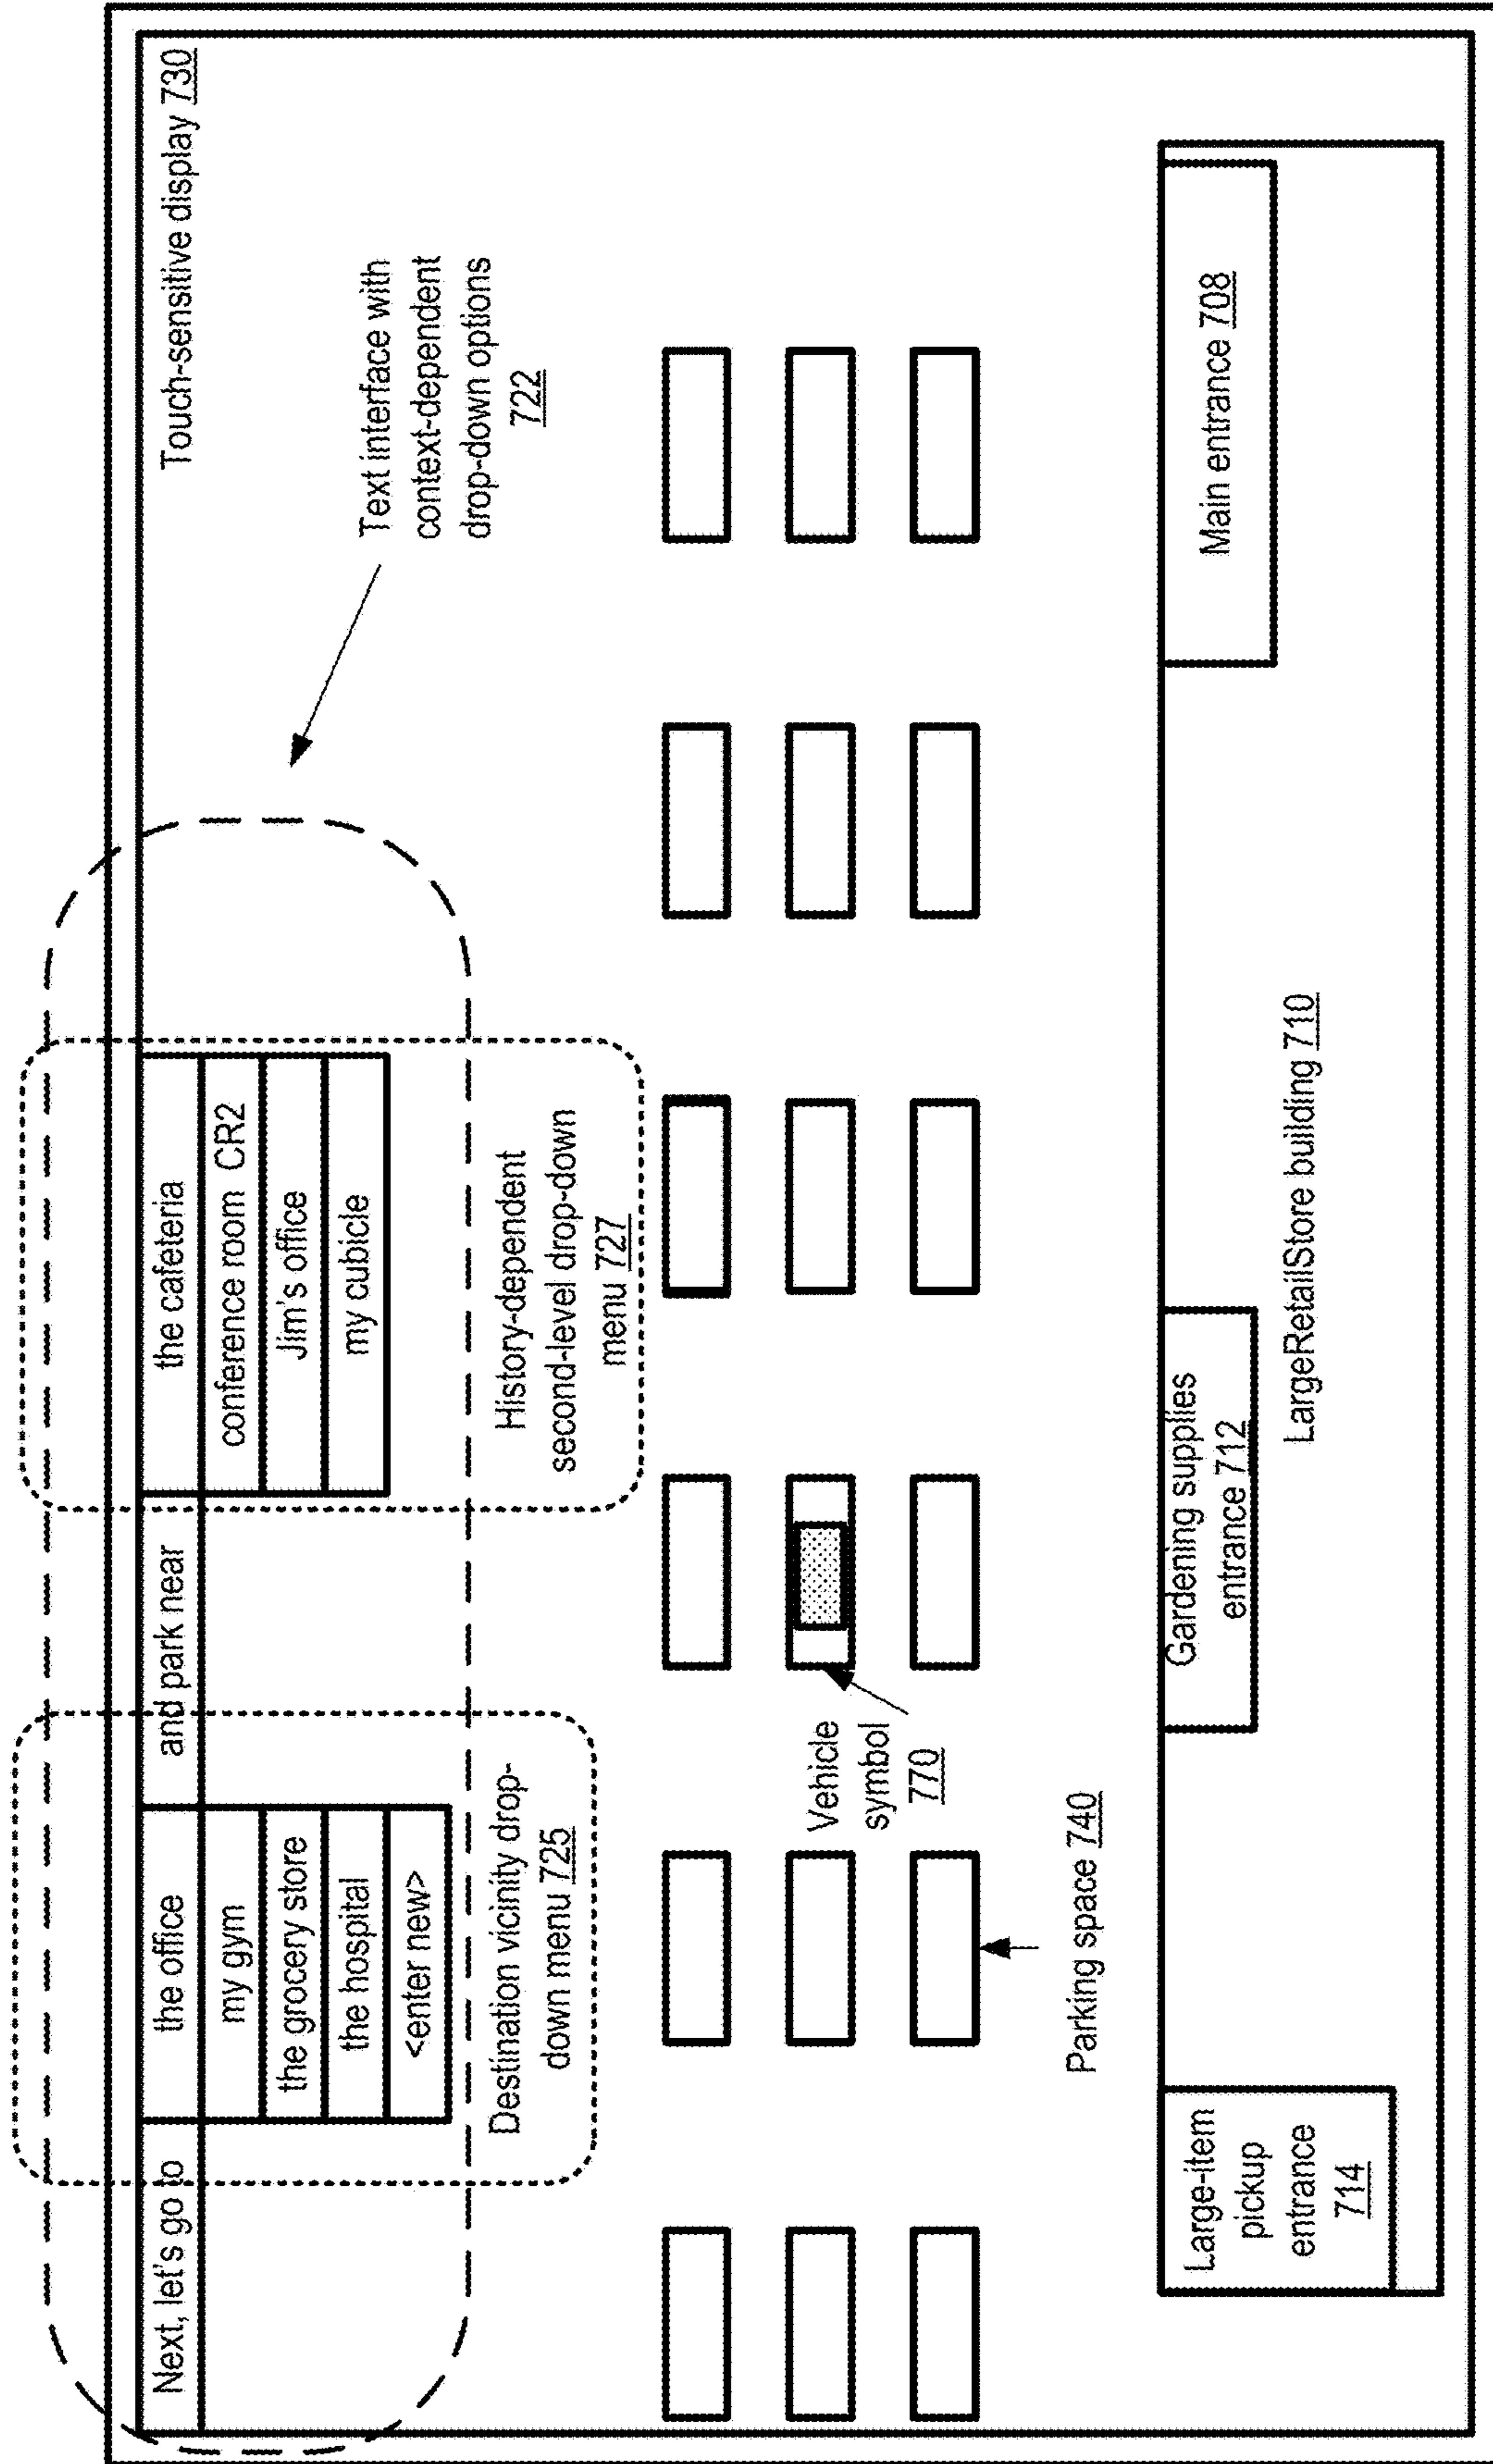 Touch-sensitive display 730
Next, let's go to
the office
and park near
the cafeteria
my gym
the grocery store
the hospital
<enter new>
conference room CR2
Jim's office
my cubicle
Destination vicinity drop-
down menu 725
History-dependent
second-level drop-down
menu 727
Text interface with
context-dependent
drop-down options
722
Vehicle
symbol
770
Parking space 740
Large-item
pickup
entrance
714
Gardening supplies
entrance 712
Main entrance 708
LargeRetailStore building 710